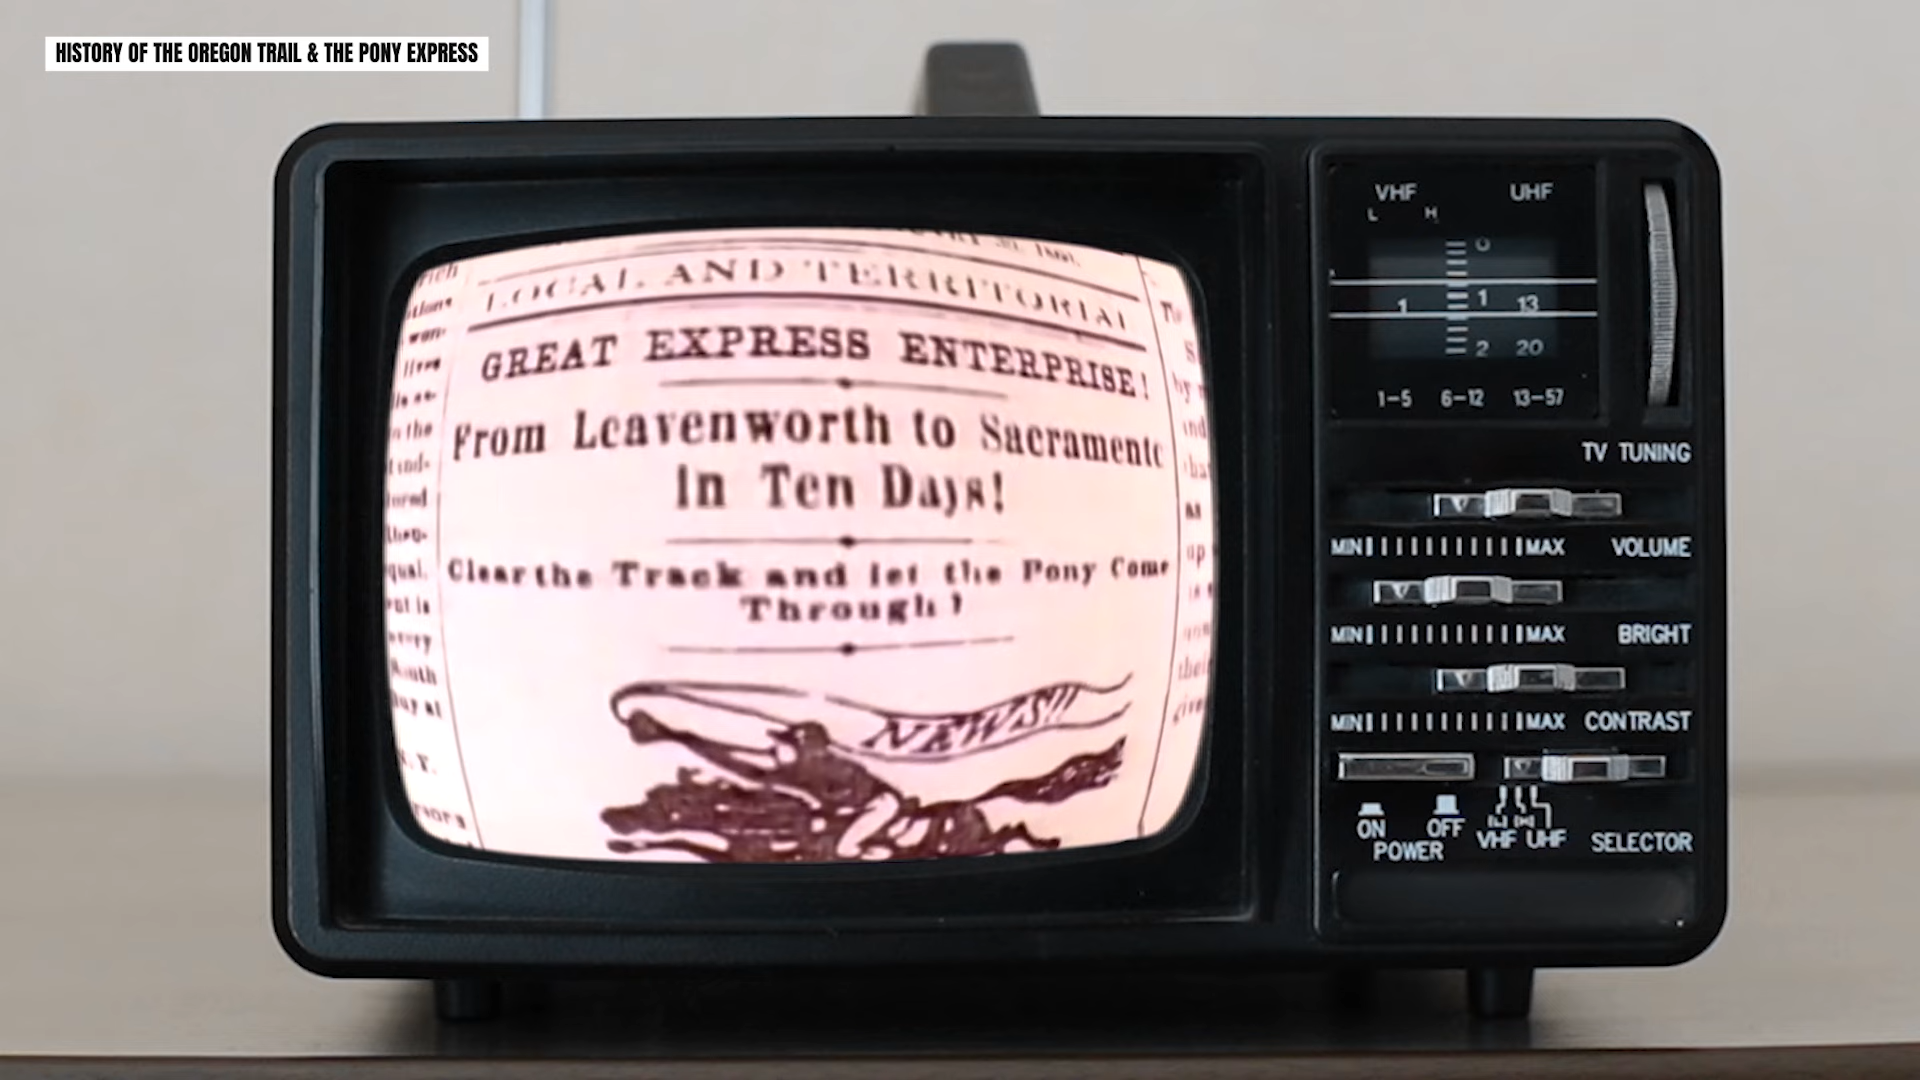 HISTORY OF THE OREGON TRAIL & THE PONY EXPRESS
LOCAL AND TERRITORIAL
GREAT EXPRESS ENTERPRISE!
From Leavenworth to Sacramento
in Ten Days!
Clear the Track and let the Pony Come
Through!
NEWS!!
VHF UHF
L H
0
1 1 13
2 20
1-5 6-12 13-57
TV TUNING
MIN MAX VOLUME
MIN MAX BRIGHT
MIN MAX CONTRAST
ON OFF
POWER
VHF UHF
SELECTOR